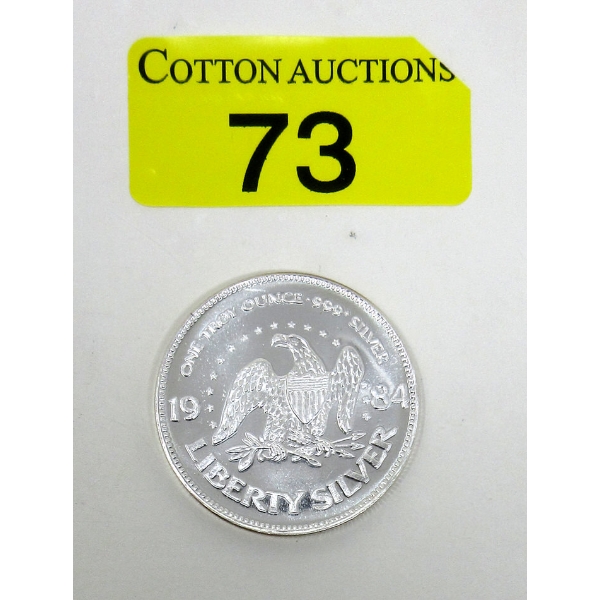 COTTON AUCTIONS
73
ONE TROY OUNCE · 999+ SILVER
19 84
LIBERTY SILVER